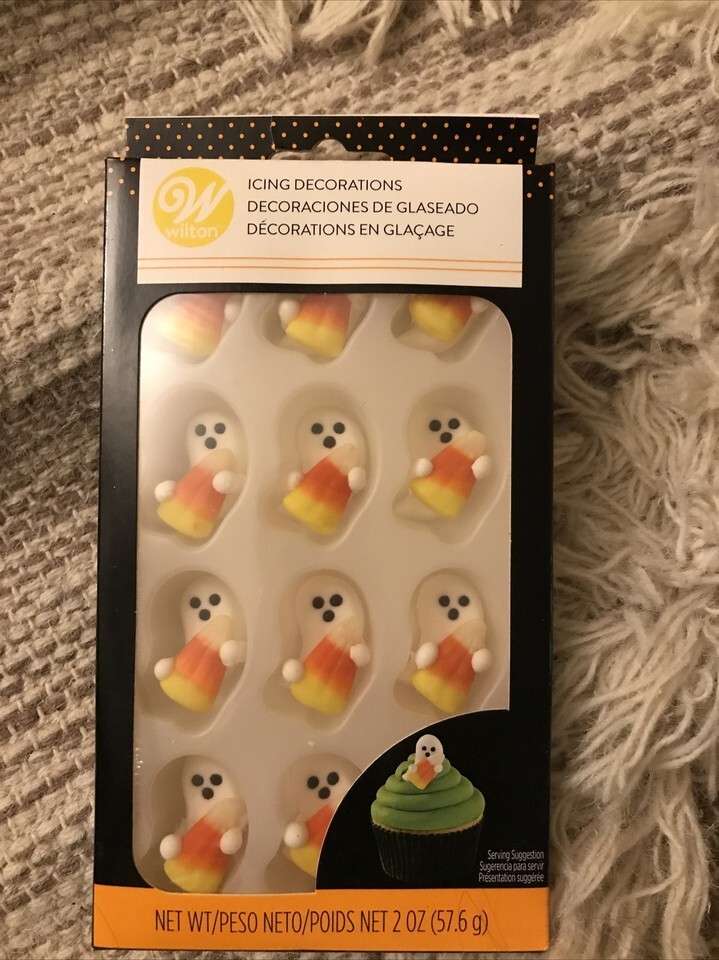 W
wilton
ICING DECORATIONS
DECORACIONES DE GLASEADO
DÉCORATIONS EN GLAÇAGE
Serving Suggestion
Sugerencia para servir
Présentation suggérée
NET WT/PESO NETO/POIDS NET 2 OZ (57.6 g)